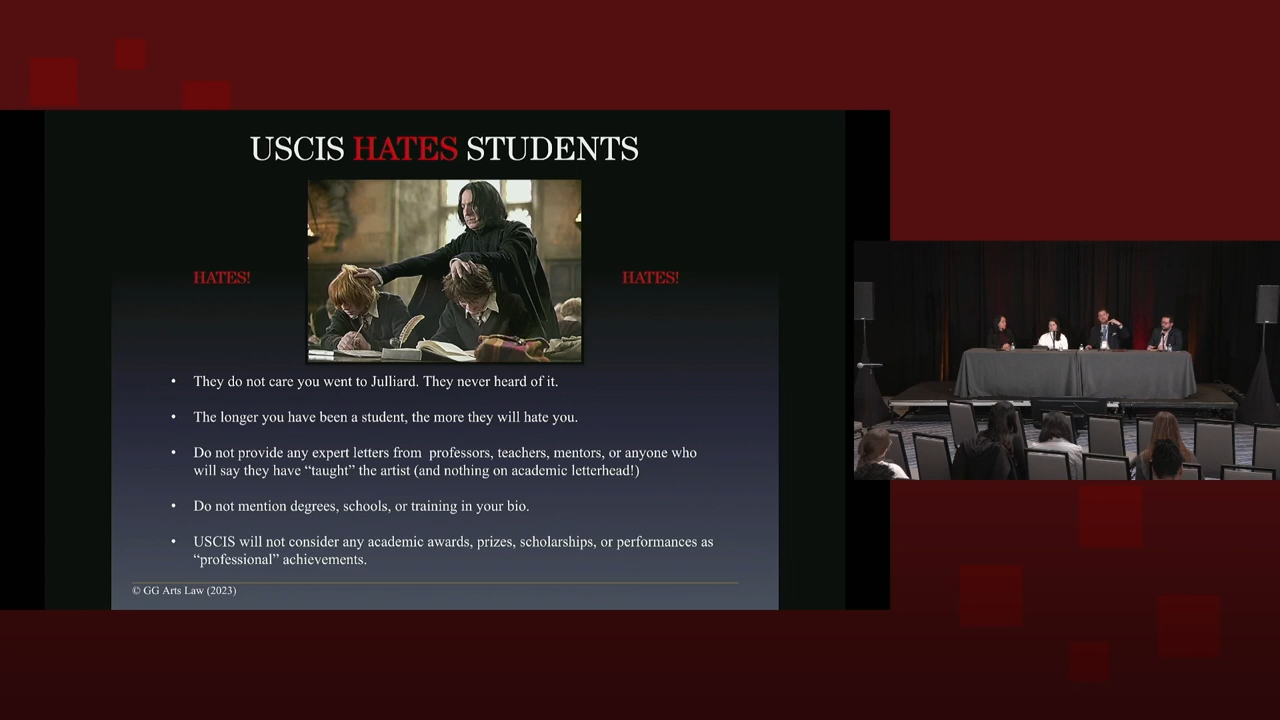 USCIS HATES STUDENTS
HATES!
HATES!
• They do not care you went to Julliard. They never heard of it.
• The longer you have been a student, the more they will hate you.
• Do not provide any expert letters from professors, teachers, mentors, or anyone who
will say they have “taught” the artist (and nothing on academic letterhead!)
• Do not mention degrees, schools, or training in your bio.
• USCIS will not consider any academic awards, prizes, scholarships, or performances as
“professional” achievements.
© GG Arts Law (2023)